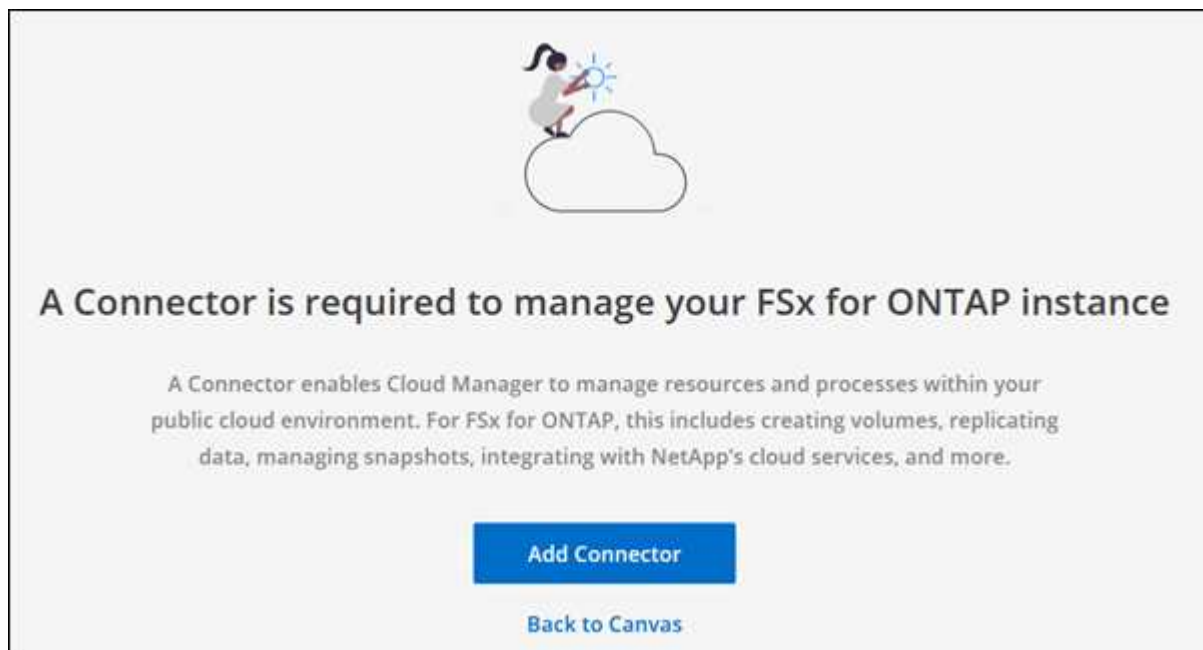 A Connector is required to manage your FSx for ONTAP instance
A Connector enables Cloud Manager to manage resources and processes within your
public cloud environment. For FSx for ONTAP, this includes creating volumes, replicating
data, managing snapshots, integrating with NetApp's cloud services, and more.
Add Connector
Back to Canvas